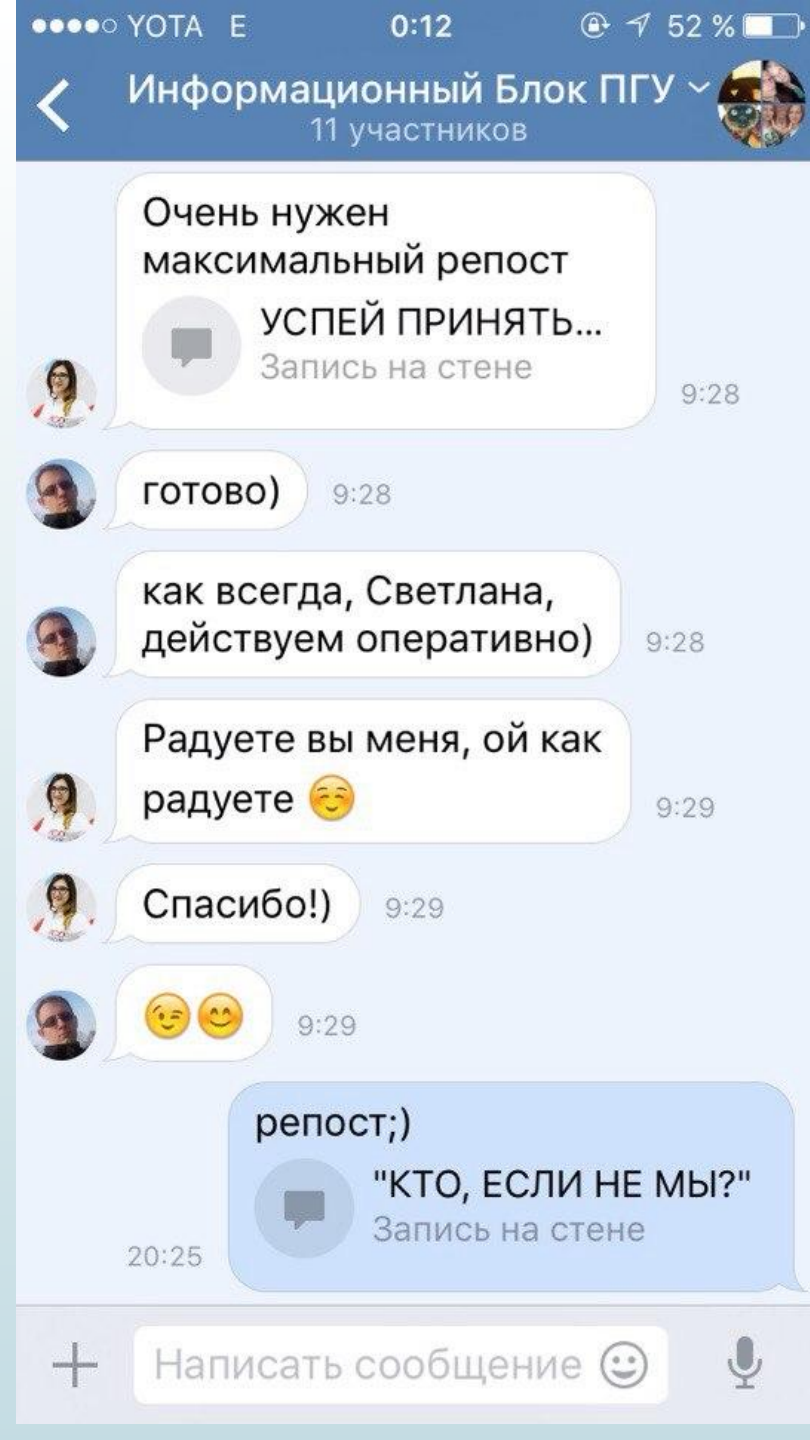 YOTA E 0:12 52 %
Информационный Блок ПГУ
11 участников
Очень нужен
максимальный репост
УСПЕЙ ПРИНЯТЬ...
Запись на стене
9:28
готово) 9:28
как всегда, Светлана,
действуем оперативно) 9:28
Радуете вы меня, ой как
радуете ☺️ 9:29
Спасибо!) 9:29
😉😊 9:29
репост;)
"КТО, ЕСЛИ НЕ МЫ?"
Запись на стене
20:25
Написать сообщение